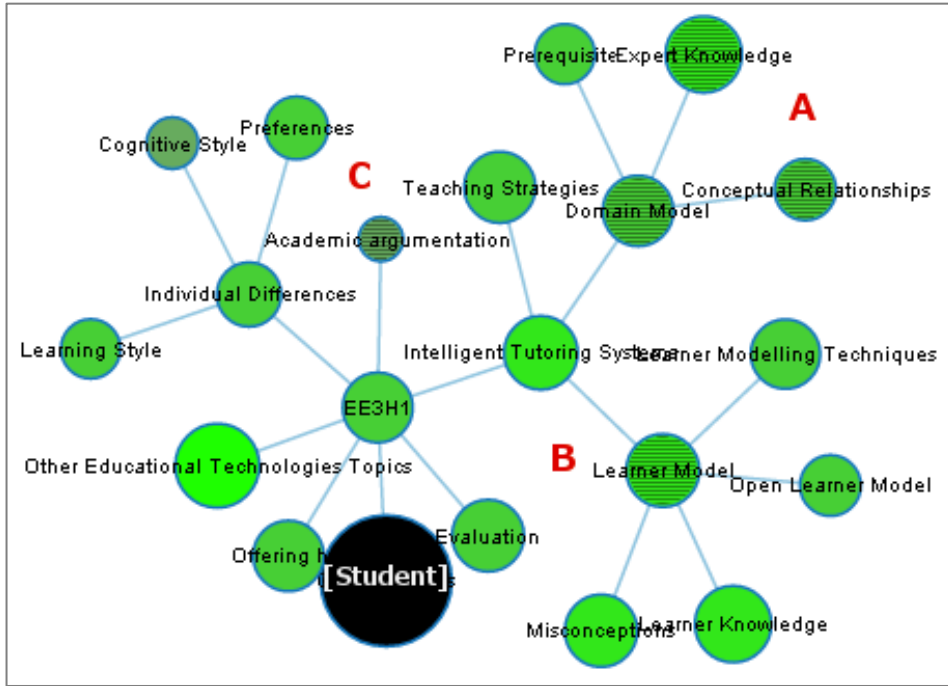 Prerequisite
Expert Knowledge
A
Cognitive Style
Preferences
C
Teaching Strategies
Domain Model
Conceptual Relationships
Academic argumentation
Individual Differences
Learning Style
Intelligent Tutoring Systems
Learner Modelling Techniques
EE3H1
Other Educational Technologies Topics
B
Learner Model
Open Learner Model
Offering
Evaluation
[Student]
Misconceptions
Learner Knowledge